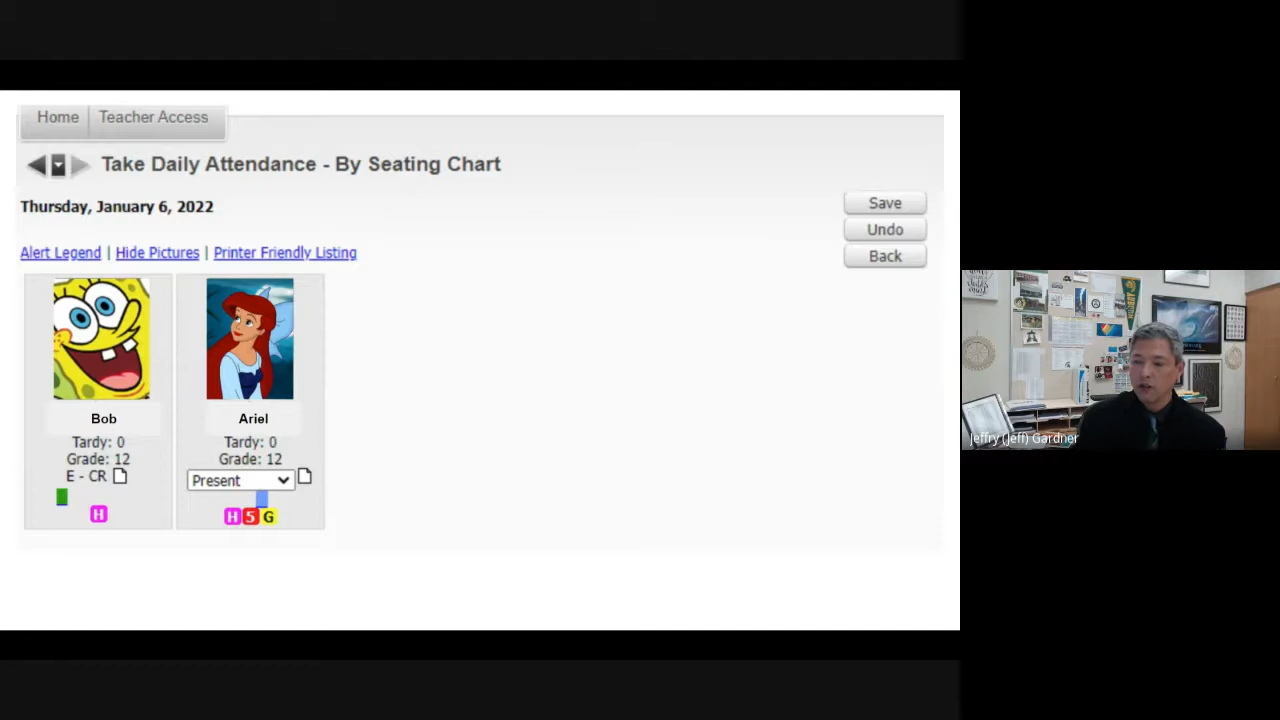 Home Teacher Access
Take Daily Attendance - By Seating Chart
Thursday, January 6, 2022
Save
Undo
Back
Alert Legend | Hide Pictures | Printer Friendly Listing
Bob
Tardy: 0
Grade: 12
E - CR
H
Ariel
Tardy: 0
Grade: 12
Present
H 5 G
Jeffry (Jeff) Gardner